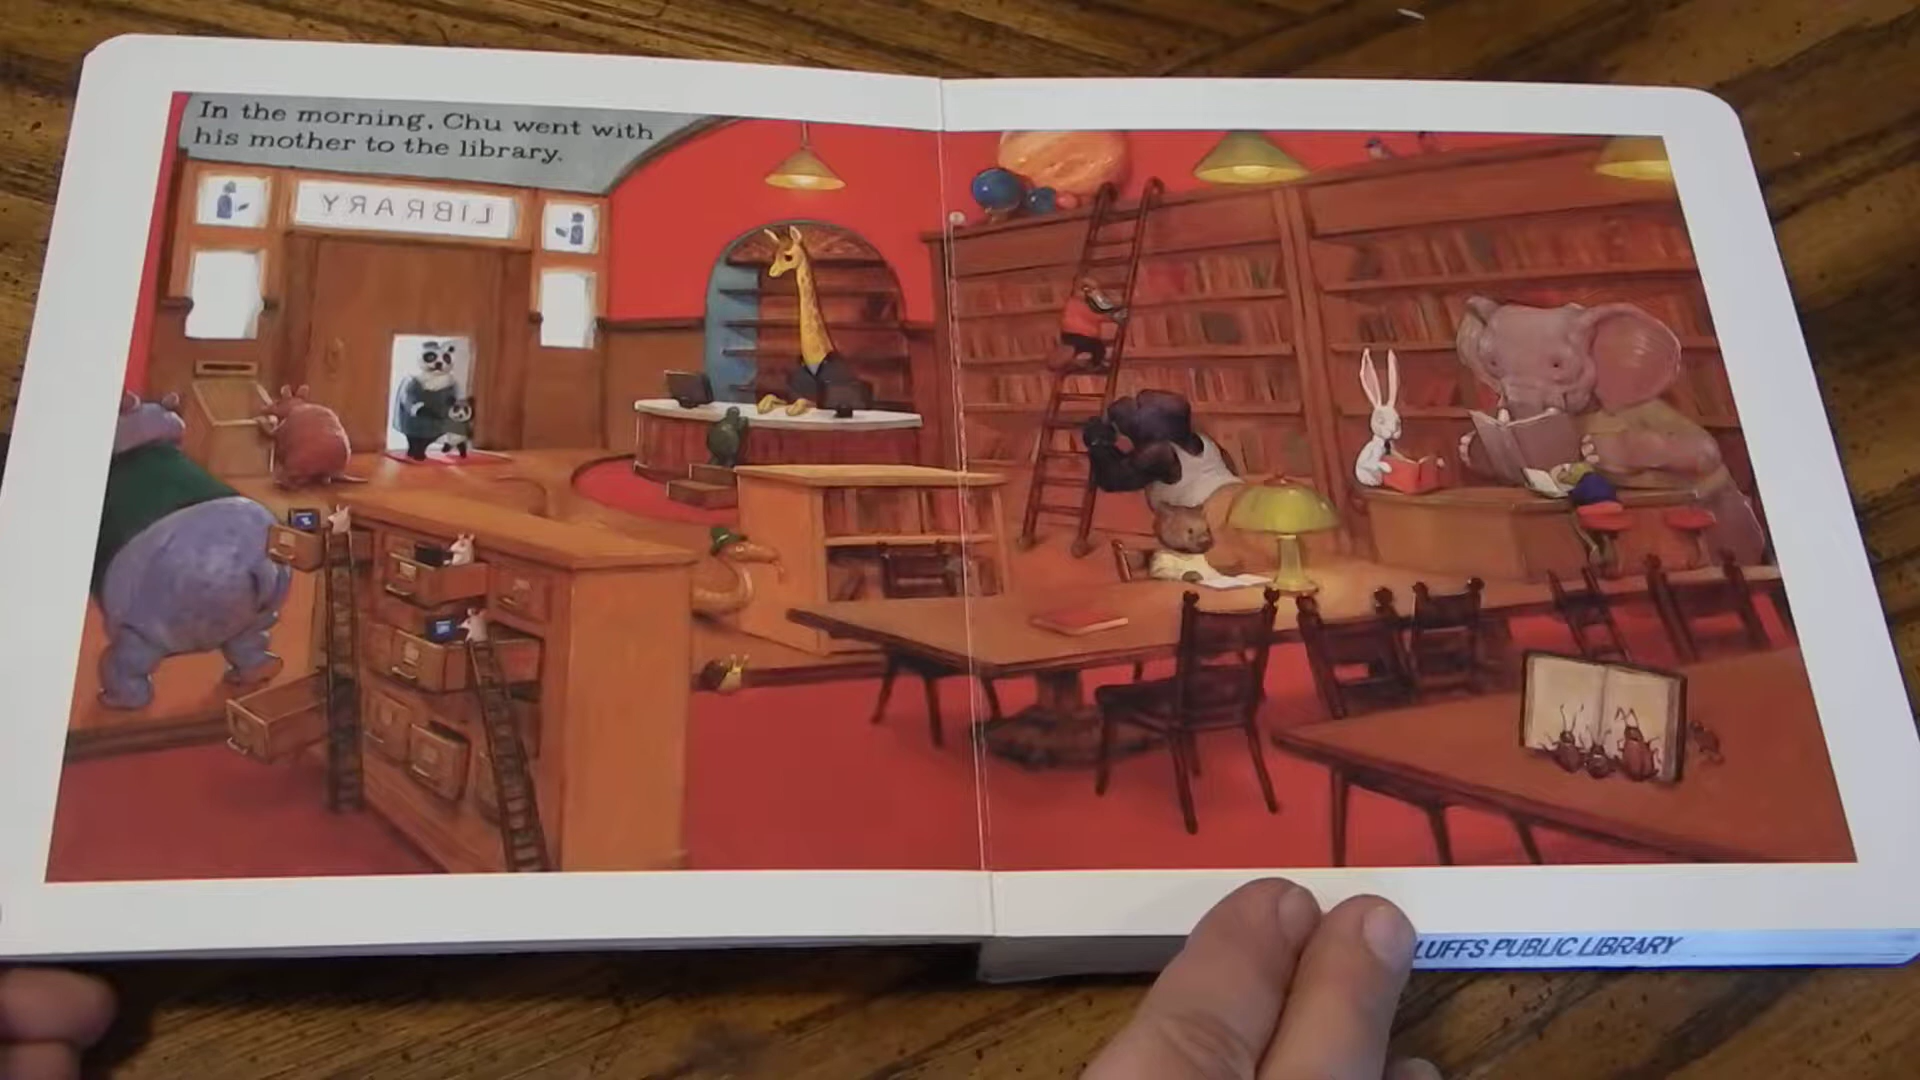 In the morning, Chu went with
his mother to the library.
LIBRARY
LUFFS PUBLIC LIBRARY